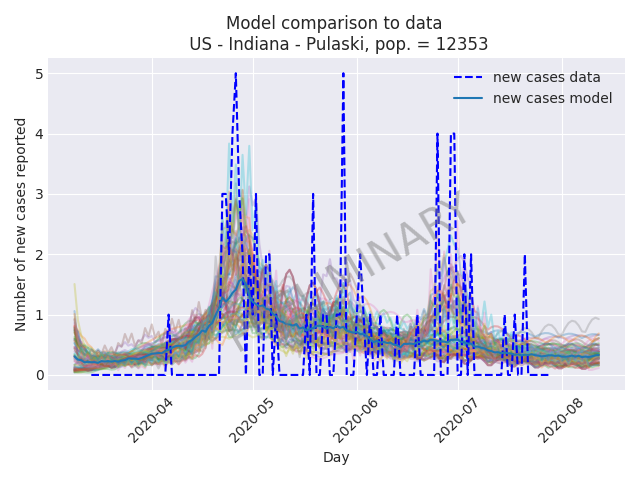 Model comparison to data
US - Indiana - Pulaski, pop. = 12353
new cases data
new cases model
Number of new cases reported
5
4
3
2
1
0
2020-04
2020-05
2020-06
2020-07
2020-08
Day